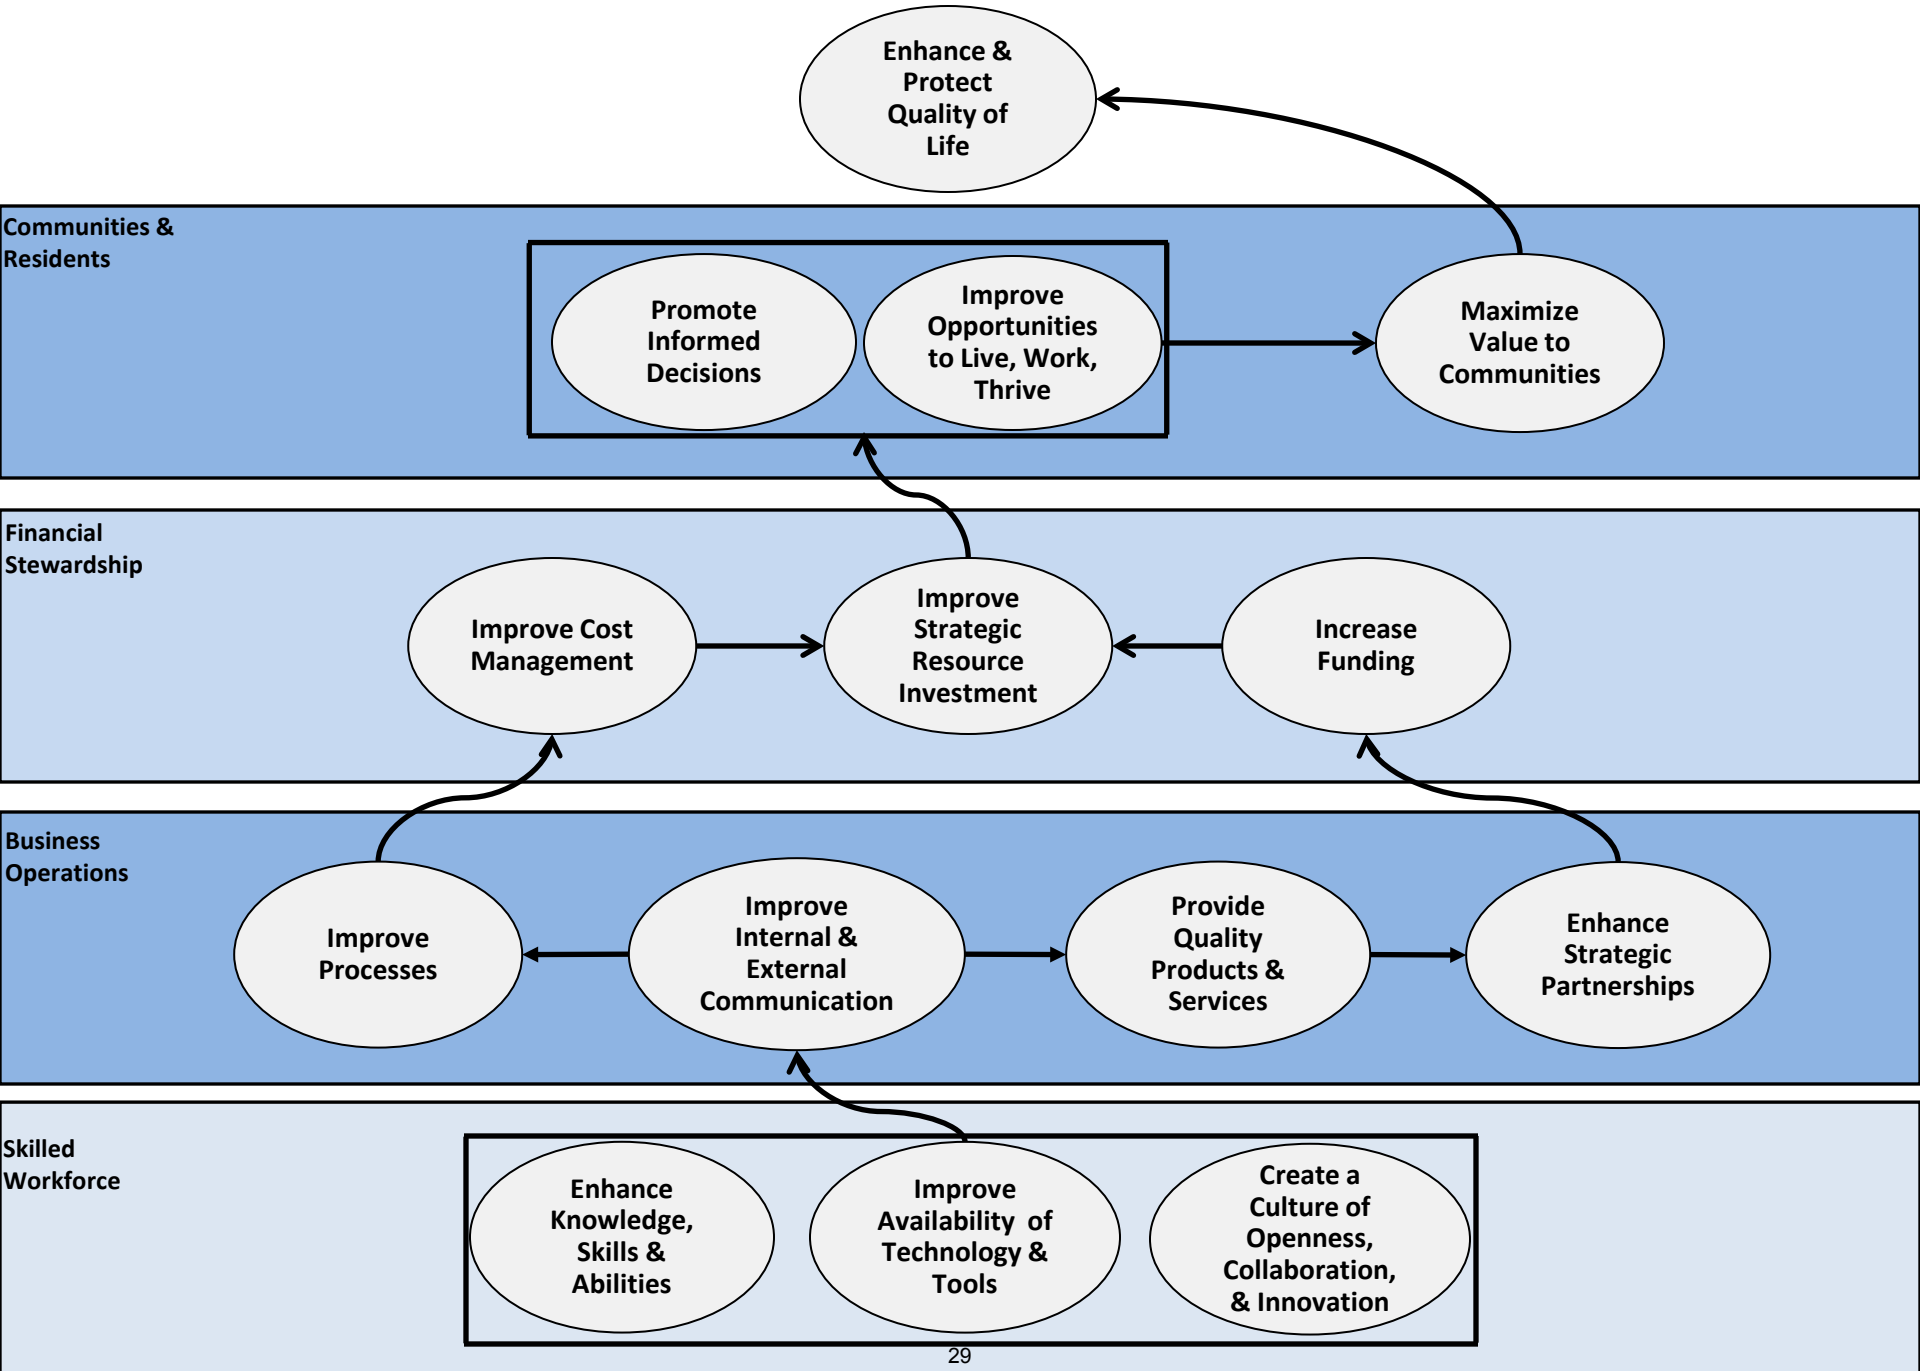 Enhance &
Protect
Quality of
Life
Communities &
Residents
Promote
Informed
Decisions
Improve
Opportunities
to Live, Work,
Thrive
Maximize
Value to
Communities
Financial
Stewardship
Improve Cost
Management
Improve
Strategic
Resource
Investment
Increase
Funding
Business
Operations
Improve
Processes
Improve
Internal &
External
Communication
Provide
Quality
Products &
Services
Enhance
Strategic
Partnerships
Skilled
Workforce
Enhance
Knowledge,
Skills &
Abilities
Improve
Availability of
Technology &
Tools
Create a
Culture of
Openness,
Collaboration,
& Innovation
29